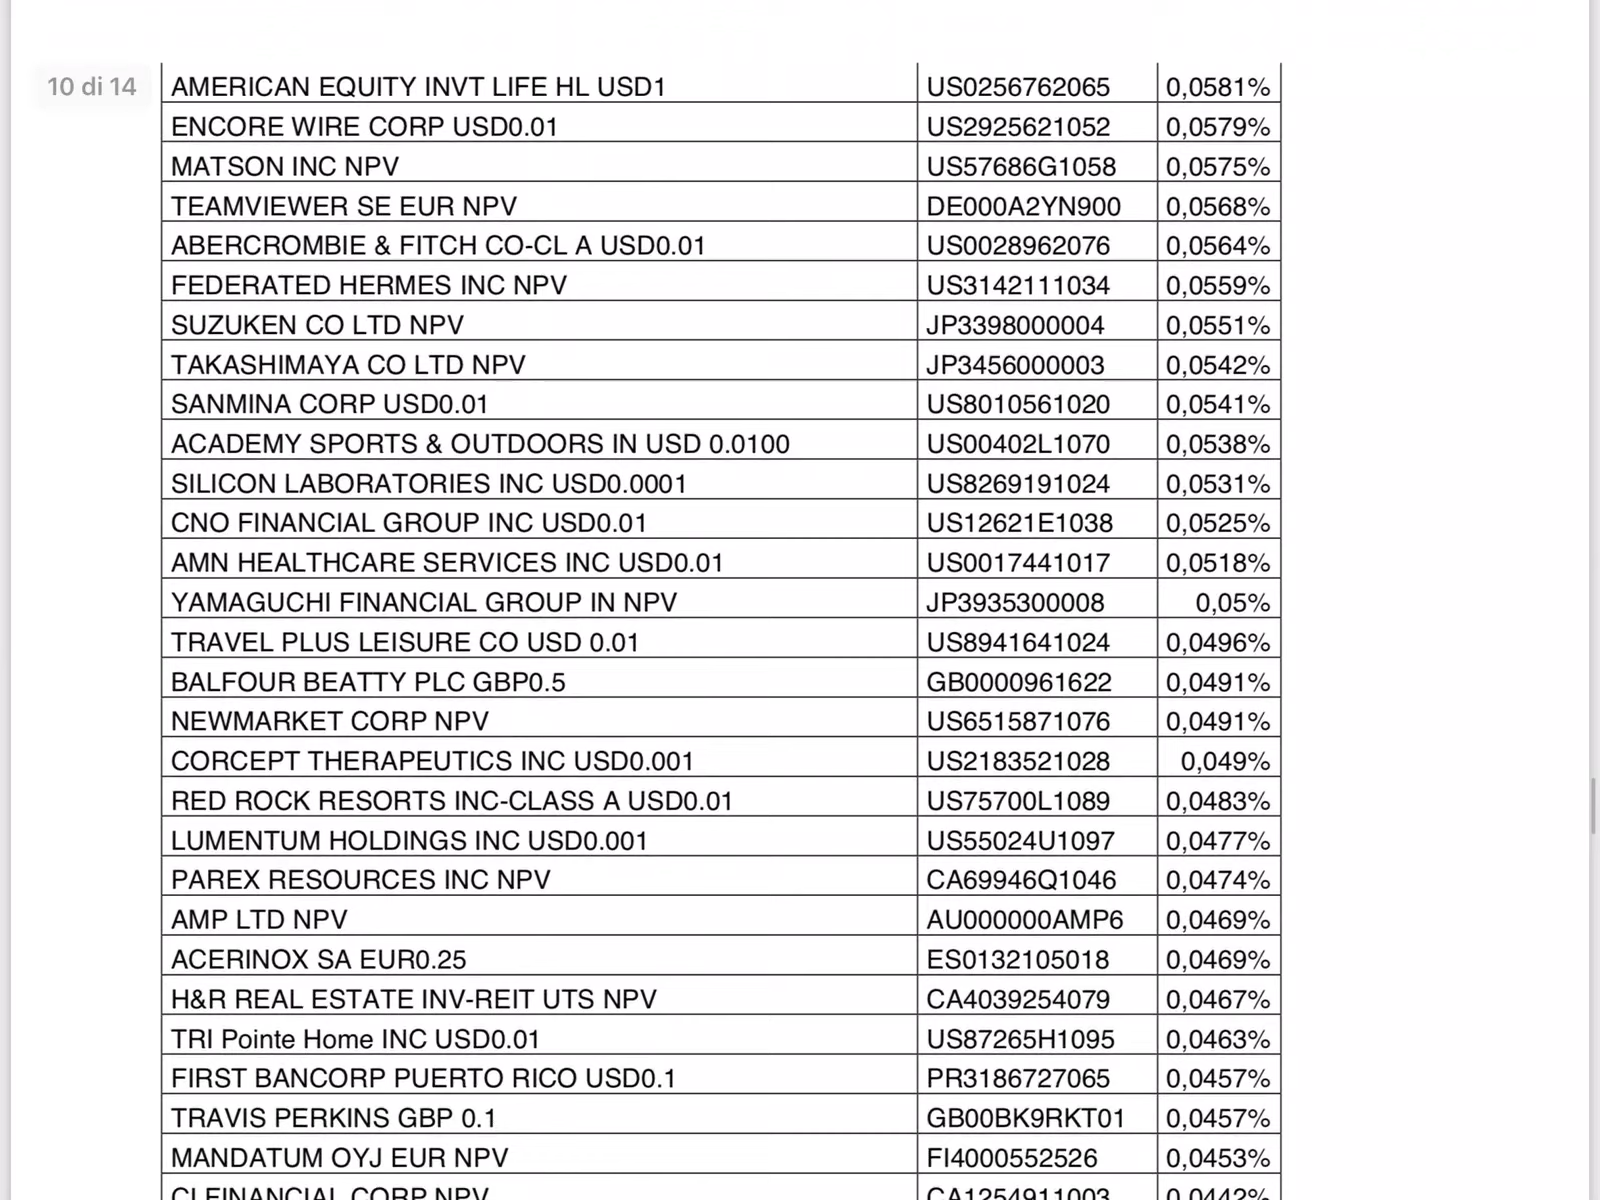 10 di 14
AMERICAN EQUITY INVT LIFE HL USD1 US0256762065 0,0581%
ENCORE WIRE CORP USD0.01 US2925621052 0,0579%
MATSON INC NPV US57686G1058 0,0575%
TEAMVIEWER SE EUR NPV DE000A2YN900 0,0568%
ABERCROMBIE & FITCH CO-CL A USD0.01 US0028962076 0,0564%
FEDERATED HERMES INC NPV US3142111034 0,0559%
SUZUKEN CO LTD NPV JP3398000004 0,0551%
TAKASHIMAYA CO LTD NPV JP3456000003 0,0542%
SANMINA CORP USD0.01 US8010561020 0,0541%
ACADEMY SPORTS & OUTDOORS IN USD 0.0100 US00402L1070 0,0538%
SILICON LABORATORIES INC USD0.0001 US8269191024 0,0531%
CNO FINANCIAL GROUP INC USD0.01 US12621E1038 0,0525%
AMN HEALTHCARE SERVICES INC USD0.01 US0017441017 0,0518%
YAMAGUCHI FINANCIAL GROUP IN NPV JP3935300008 0,05%
TRAVEL PLUS LEISURE CO USD 0.01 US8941641024 0,0496%
BALFOUR BEATTY PLC GBP0.5 GB0000961622 0,0491%
NEWMARKET CORP NPV US6515871076 0,0491%
CORCEPT THERAPEUTICS INC USD0.001 US2183521028 0,049%
RED ROCK RESORTS INC-CLASS A USD0.01 US75700L1089 0,0483%
LUMENTUM HOLDINGS INC USD0.001 US55024U1097 0,0477%
PAREX RESOURCES INC NPV CA69946Q1046 0,0474%
AMP LTD NPV AU000000AMP6 0,0469%
ACERINOX SA EUR0.25 ES0132105018 0,0469%
H&R REAL ESTATE INV-REIT UTS NPV CA4039254079 0,0467%
TRI Pointe Home INC USD0.01 US87265H1095 0,0463%
FIRST BANCORP PUERTO RICO USD0.1 PR3186727065 0,0457%
TRAVIS PERKINS GBP 0.1 GB00BK9RKT01 0,0457%
MANDATUM OYJ EUR NPV FI4000552526 0,0453%
CI FINANCIAL CORP NPV CA1254911003 0,0442%